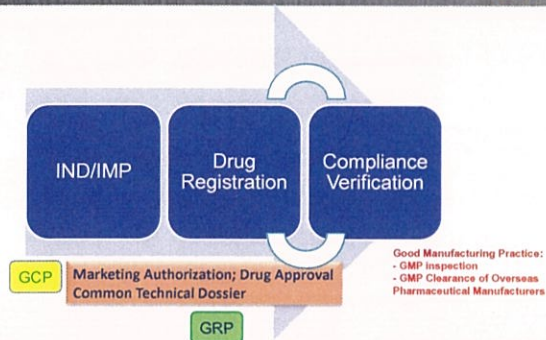 IND/IMP
Drug
Registration
Compliance
Verification
GCP
Marketing Authorization; Drug Approval
Common Technical Dossier
GRP
Good Manufacturing Practice:
- GMP inspection
- GMP Clearance of Overseas
Pharmaceutical Manufacturers